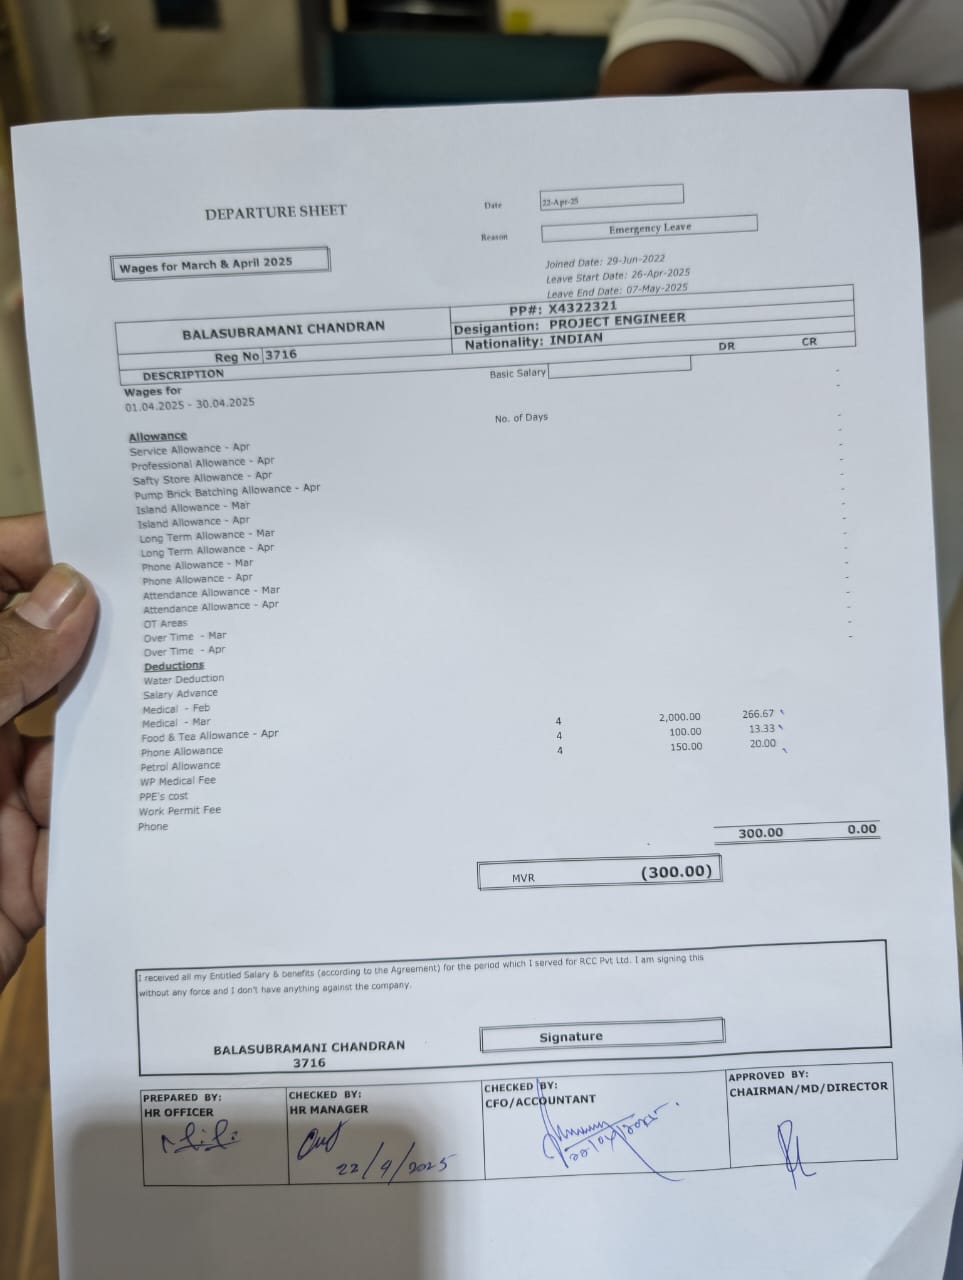 DEPARTURE SHEET
Date 22-Apr-25
Reason Emergency Leave
Wages for March & April 2025
Joined Date: 29-Jun-2022
Leave Start Date: 26-Apr-2025
Leave End Date: 07-May-2025
BALASUBRAMANI CHANDRAN PP#: X4322321
Desigantion: PROJECT ENGINEER
Reg No 3716 Nationality: INDIAN
DESCRIPTION DR CR
Wages for Basic Salary -
01.04.2025 - 30.04.2025 -
No. of Days
Allowance -
Service Allowance - Apr -
Professional Allowance - Apr -
Safty Store Allowance - Apr -
Pump Brick Batching Allowance - Apr -
Island Allowance - Mar -
Island Allowance - Apr -
Long Term Allowance - Mar -
Long Term Allowance - Apr -
Phone Allowance - Mar -
Phone Allowance - Apr -
Attendance Allowance - Mar -
Attendance Allowance - Apr -
OT Areas -
Over Time - Mar -
Over Time - Apr -
Deductions
Water Deduction
Salary Advance
Medical - Feb
Medical - Mar
Food & Tea Allowance - Apr 4 2,000.00 266.67
Phone Allowance 4 100.00 13.33
Petrol Allowance 4 150.00 20.00
WP Medical Fee
PPE's cost
Work Permit Fee
Phone
300.00 0.00
MVR (300.00)
I received all my Entitled Salary & benefits (according to the Agreement) for the period which I served for RCC Pvt Ltd. I am signing this
without any force and I don't have anything against the company.
BALASUBRAMANI CHANDRAN Signature
3716
PREPARED BY: CHECKED BY: CHECKED BY: APPROVED BY:
HR OFFICER HR MANAGER CFO/ACCOUNTANT CHAIRMAN/MD/DIRECTOR
22/4/2025 22/04/2025